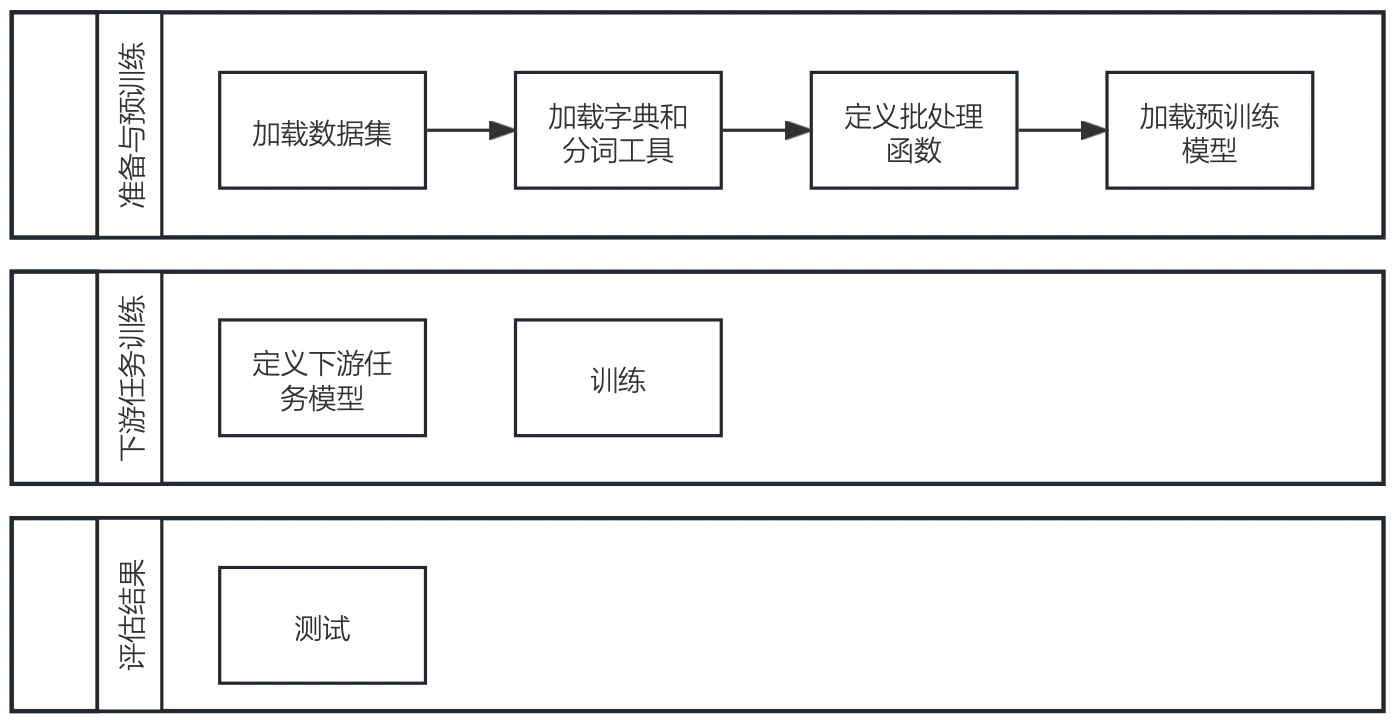 准备与预训练
加载数据集
加载字典和
分词工具
定义批处理
函数
加载预训练
模型
下游任务训练
定义下游任
务模型
训练
评估结果
测试